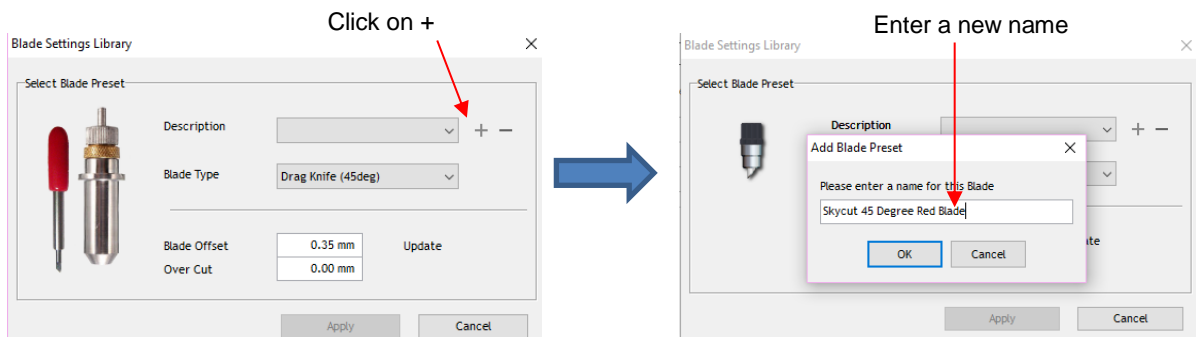 Click on +
Blade Settings Library
Select Blade Preset
Description
+ −
Blade Type
Drag Knife (45deg)
Blade Offset
0.35 mm
Update
Over Cut
0.00 mm
Apply
Cancel
Enter a new name
Blade Settings Library
Select Blade Preset
Description
+ −
Add Blade Preset
Please enter a name for this Blade
Skycut 45 Degree Red Blade
OK
Cancel
Apply
Cancel